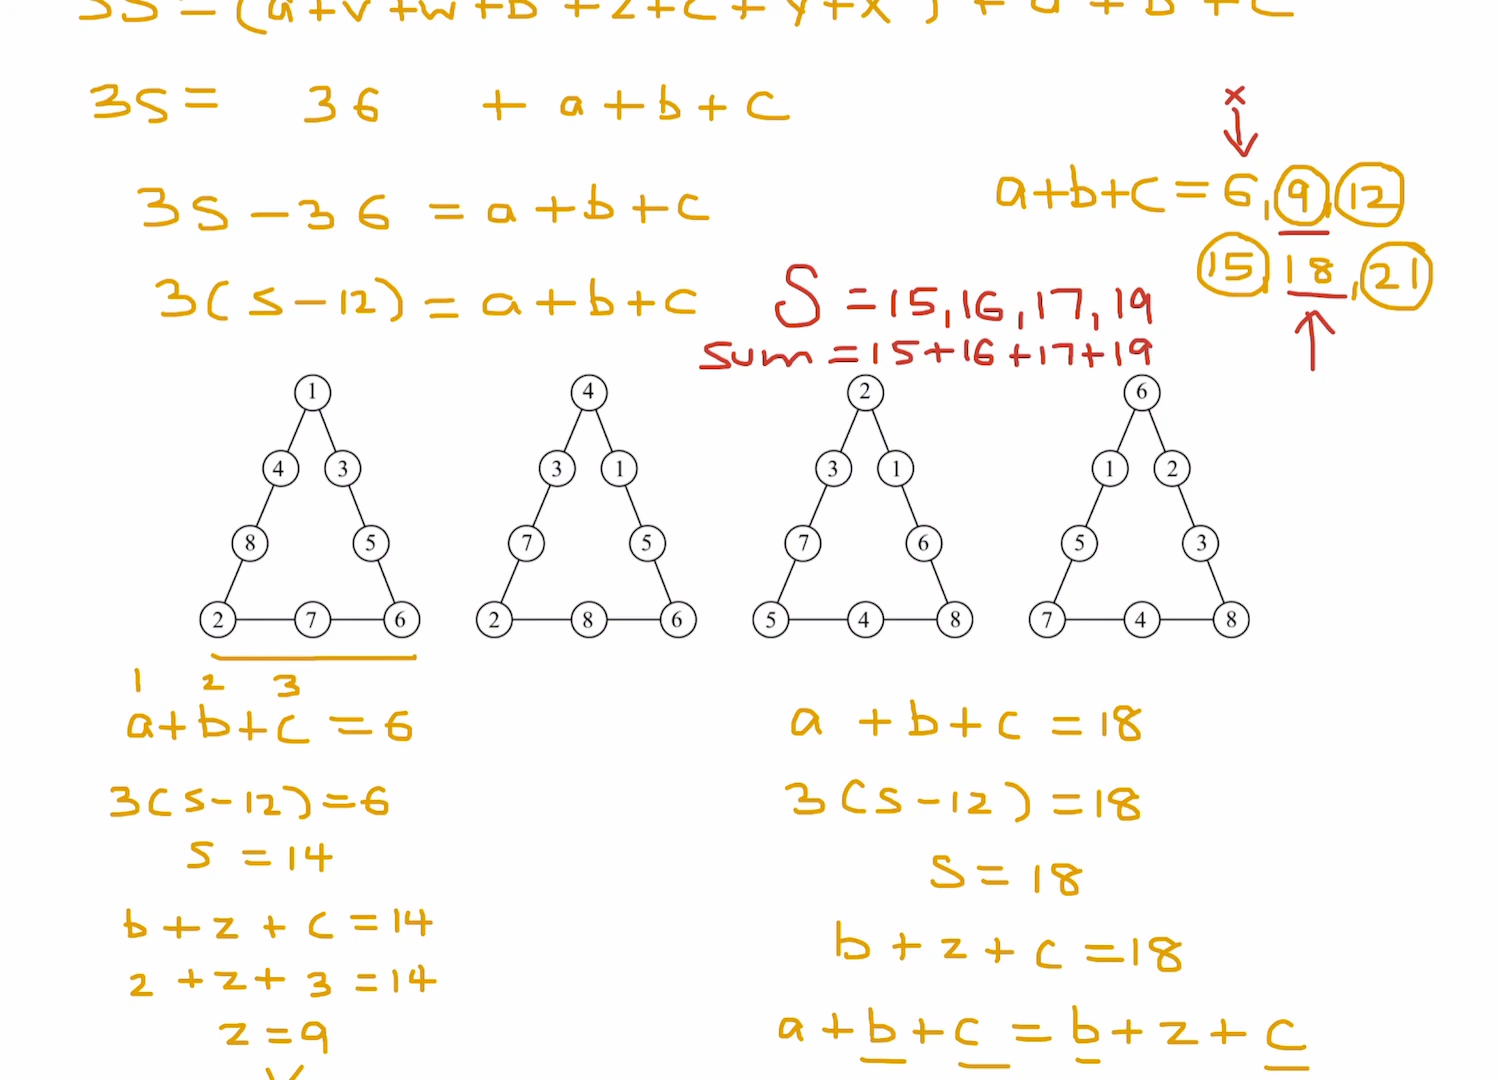 3S = (a+v+w+b+z+c+y+x) + a+b+c
3S = 36 + a+b+c
x
a+b+c = 6, 9, 12
3S - 36 = a+b+c
15, 18, 21
3(S-12) = a+b+c
S = 15, 16, 17, 19
sum = 15+16+17+19
1 4 2 6
4 3 3 1 3 1 1 2
8 5 7 5 7 6 5 3
2 7 6 2 8 6 5 4 8 7 4 8
1 2 3
a+b+c = 6
a+b+c = 18
3(S-12) = 6
3(S-12) = 18
S = 14
S = 18
b+z+c = 14
b+z+c = 18
2+z+3 = 14
z = 9
a+b+c = b+z+c